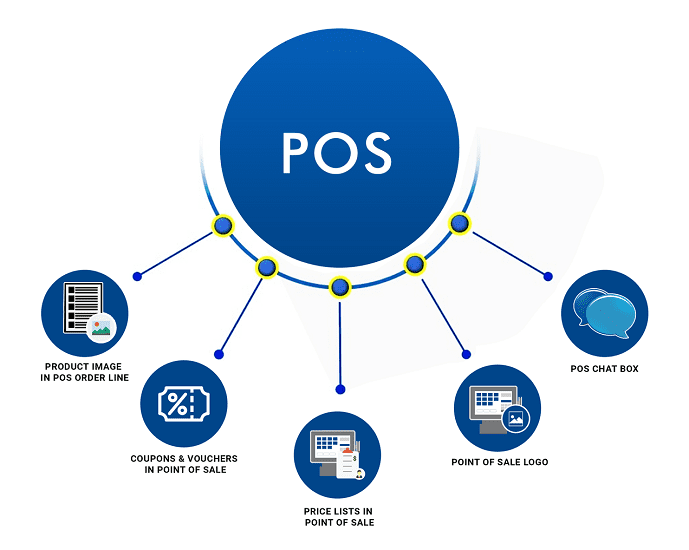 POS
PRODUCT IMAGE
IN POS ORDER LINE
COUPONS & VOUCHERS
IN POINT OF SALE
PRICE LISTS IN
POINT OF SALE
POINT OF SALE LOGO
POS CHAT BOX